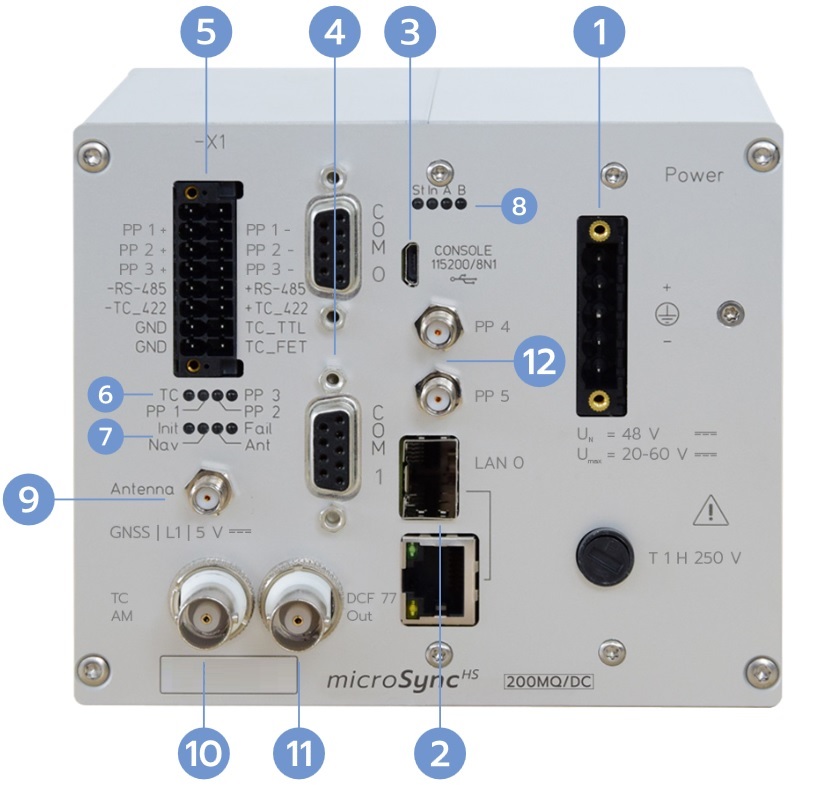 5
4
3
1
-X1
Power
St In A B
8
PP 1 + PP 1 -
PP 2 + PP 2 -
PP 3 + PP 3 -
-RS-485 +RS-485
-TC_422 +TC_422
GND TC_TTL
GND TC_FET
COM 0
CONSOLE
115200/8N1
+
-
PP 4
12
PP 5
6
TC PP 3
PP 1 PP 2
7
Init Fail
Nav Ant
COM 1
UN = 48 V
Umax = 20-60 V
LAN 0
9
Antenna
GNSS | L1 | 5 V
T 1 H 250 V
TC
AM
DCF 77
Out
microSync HS
200MQ/DC
10
11
2